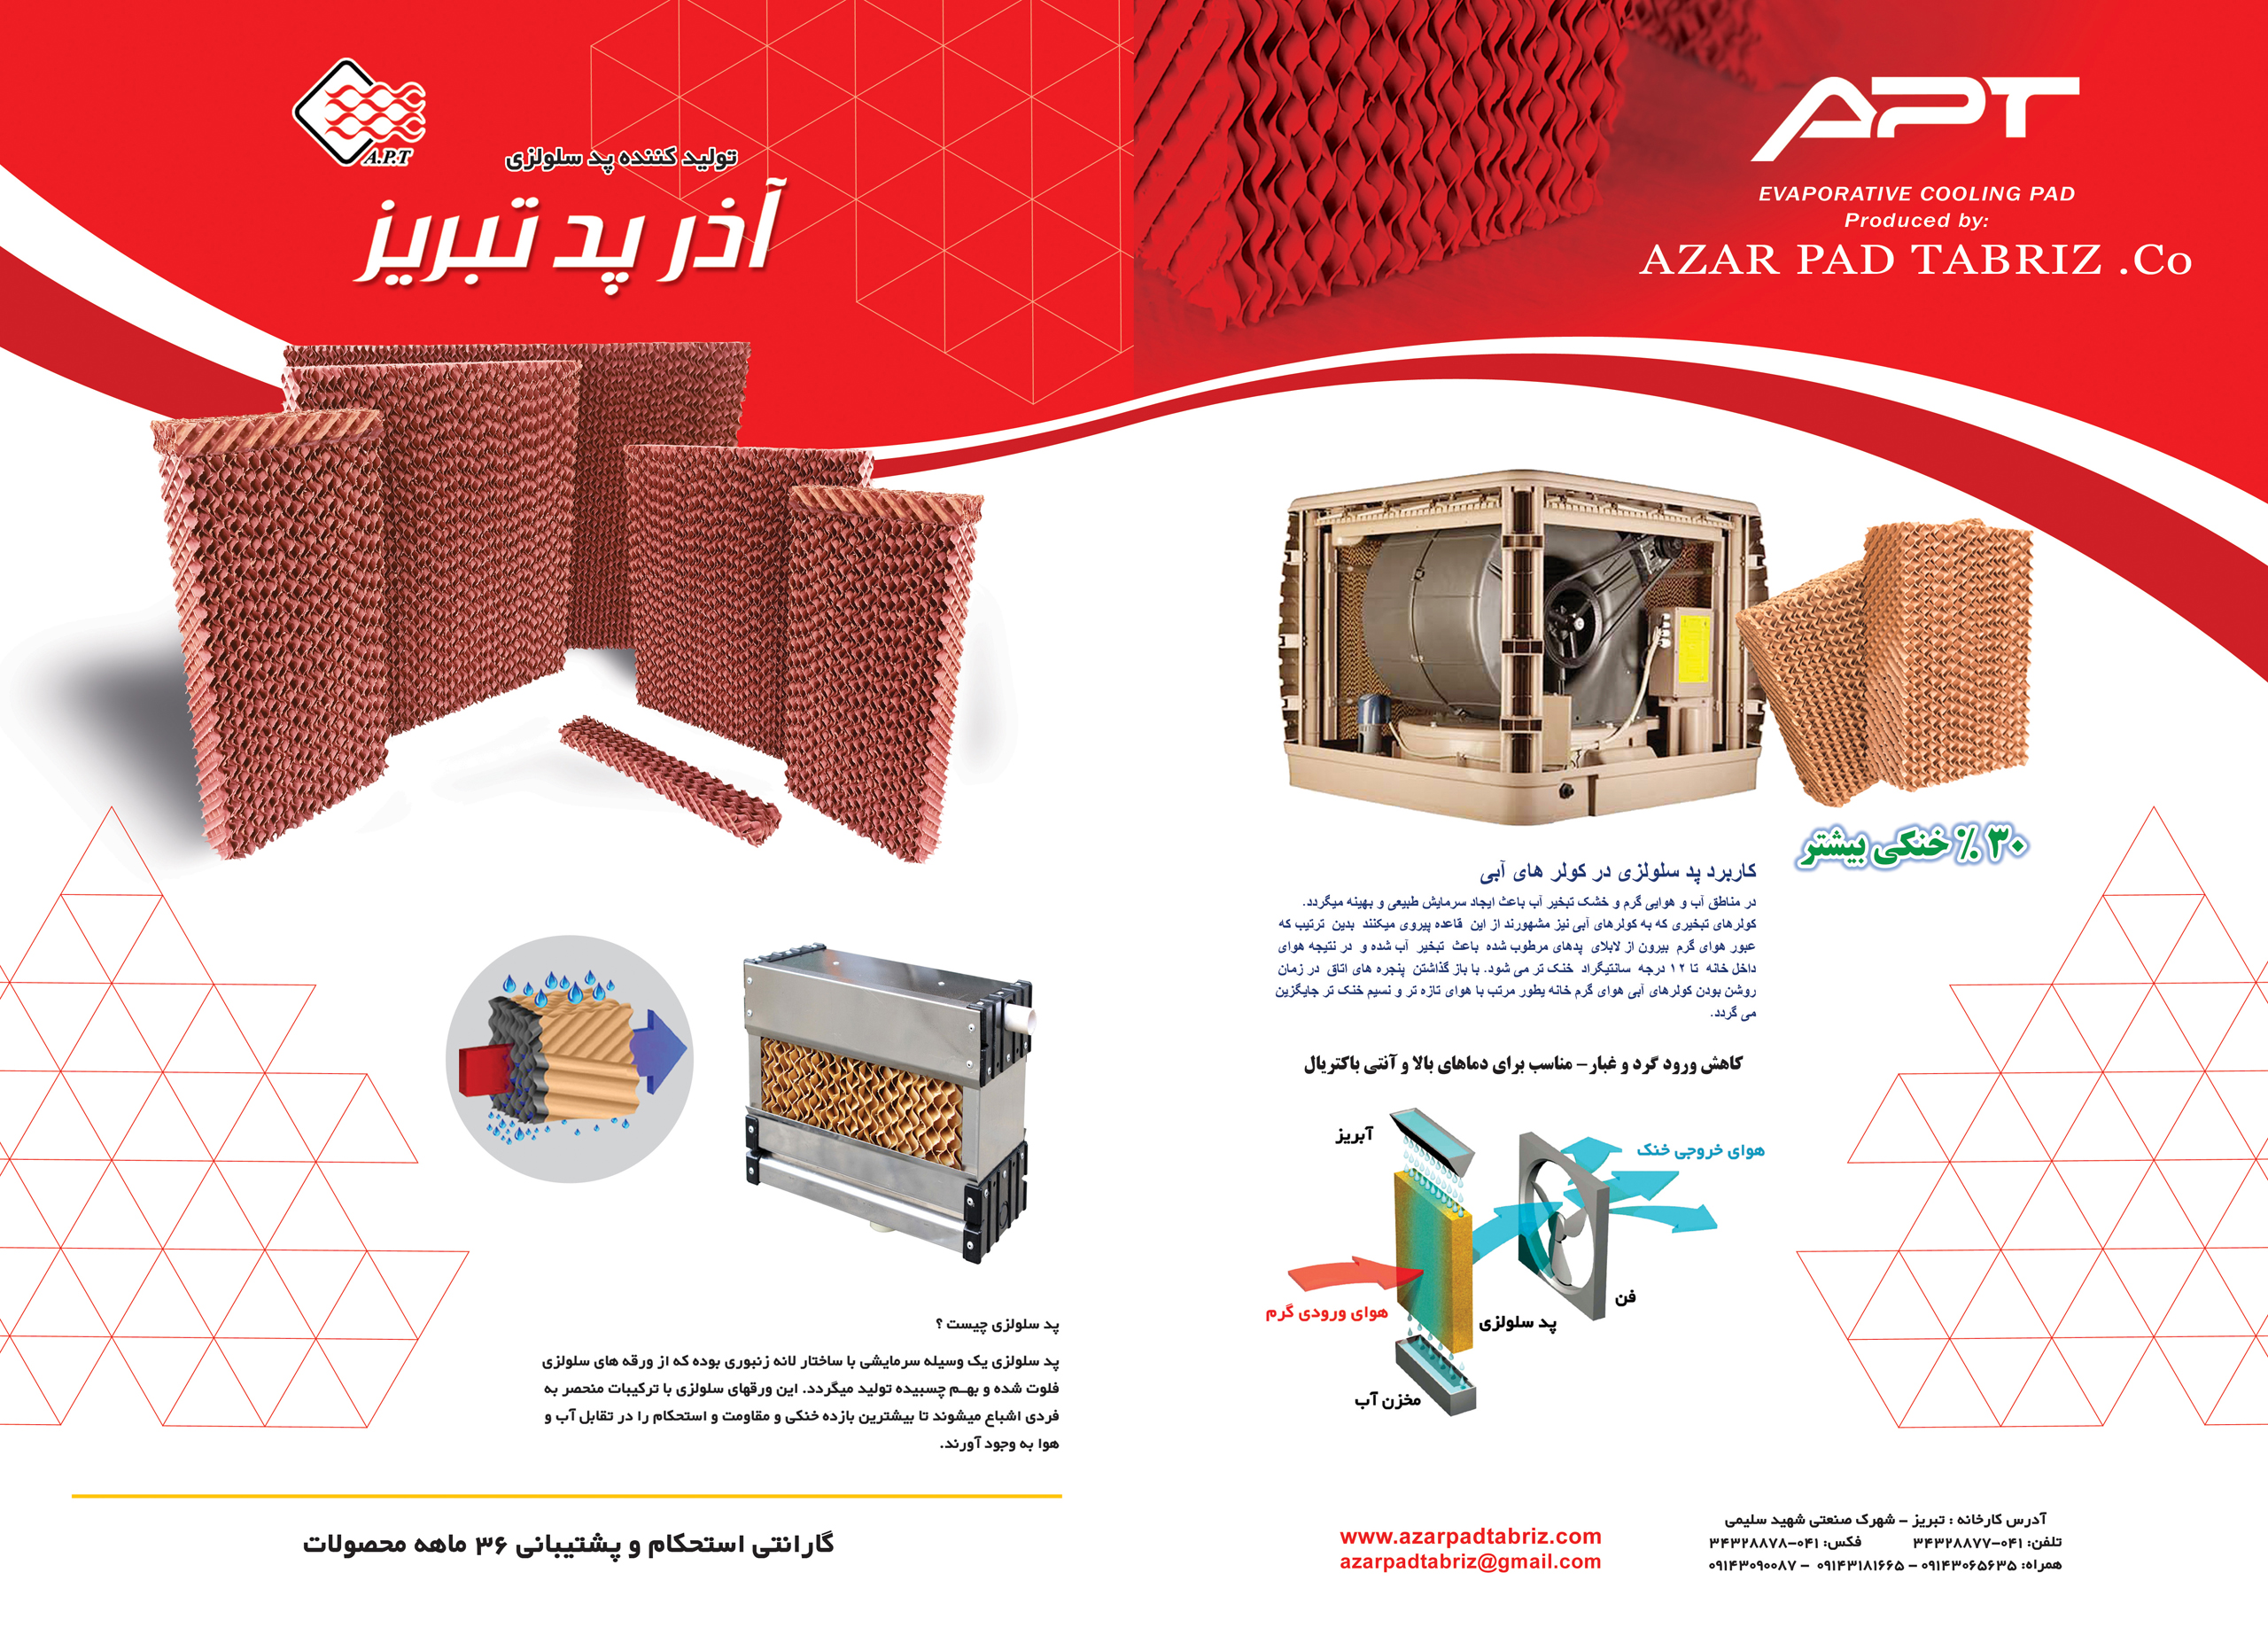 A.P.T
تولید کننده پد سلولزی
آذر پد تبریز
پد سلولزی چیست ؟
پد سلولزی یک وسیله سرمایشی با ساختار لانه زنبوری بوده که از ورقه های سلولزی
فلوت شده و بهم چسبیده تولید میگردد. این ورقهای سلولزی با ترکیبات منحصر به
فردی اشباع میشوند تا بیشترین بازده خنکی و مقاومت و استحکام را در تقابل آب و
هوا به وجود آورند.
گارانتی استحکام و پشتیبانی ۳۶ ماهه محصولات
APT
EVAPORATIVE COOLING PAD
Produced by:
AZAR PAD TABRIZ .Co
۳۰ % خنکی بیشتر
کاربرد پد سلولزی در کولر های آبی
در مناطق آب و هوایی گرم و خشک تبخیر آب باعث ایجاد سرمایش طبیعی و بهینه میگردد.
کولرهای تبخیری که به کولرهای آبی نیز مشهورند از این قاعده پیروی میکنند بدین ترتیب که
عبور هوای گرم بیرون از لابلای پدهای مرطوب شده باعث تبخیر آب شده و در نتیجه هوای
داخل خانه تا ۱۲ درجه سانتیگراد خنک تر می شود. با باز گذاشتن پنجره های اتاق در زمان
روشن بودن کولرهای آبی هوای گرم خانه بطور مرتب با هوای تازه تر و نسیم خنک تر جایگزین
می گردد.
کاهش ورود گرد و غبار- مناسب برای دماهای بالا و آنتی باکتریال
آبریز
هوای خروجی خنک
فن
هوای ورودی گرم
پد سلولزی
مخزن آب
www.azarpadtabriz.com
azarpadtabriz@gmail.com
آدرس کارخانه : تبریز - شهرک صنعتی شهید سلیمی
تلفن: ۰۴۱-۳۴۳۲۸۸۷۷ فکس: ۰۴۱-۳۴۳۲۸۸۷۸
همراه: ۰۹۱۴۳۰۶۵۶۳۵ - ۰۹۱۴۳۱۸۱۶۶۵ - ۰۹۱۴۳۰۹۰۰۸۷